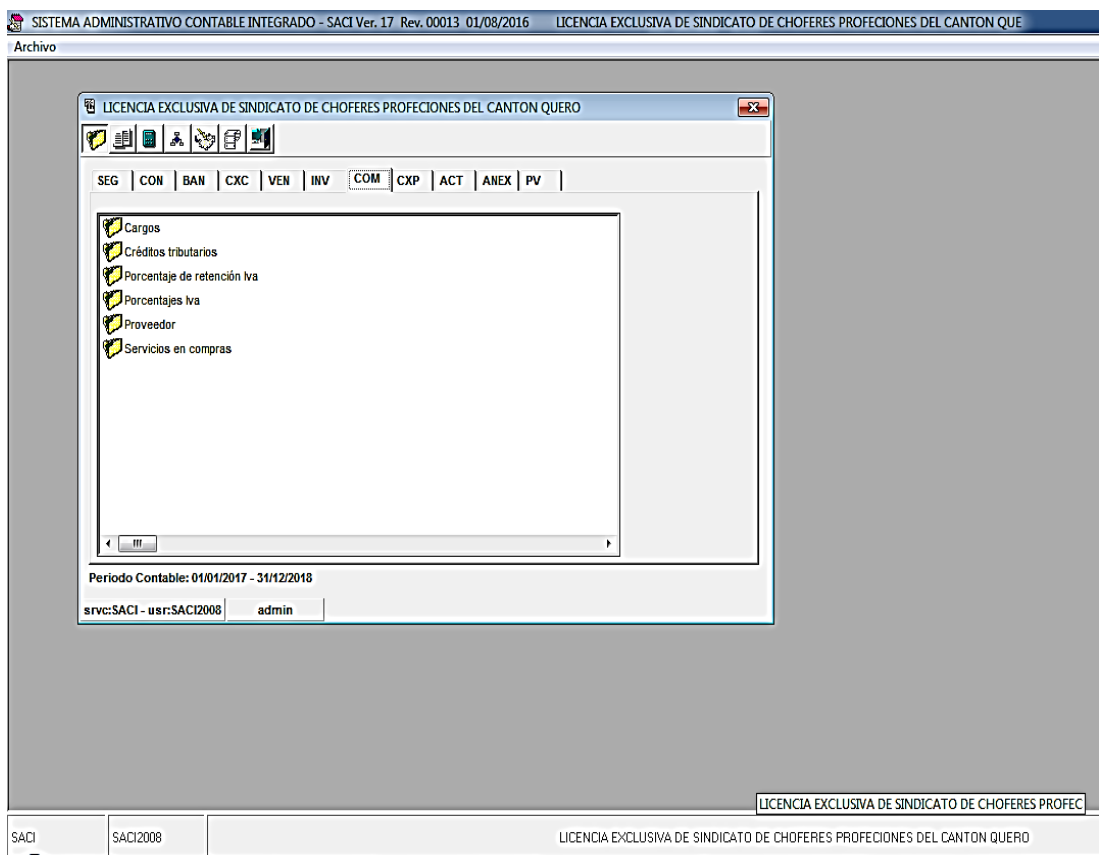 SISTEMA ADMINISTRATIVO CONTABLE INTEGRADO - SACI Ver. 17 Rev. 00013 01/08/2016 LICENCIA EXCLUSIVA DE SINDICATO DE CHOFERES PROFECIONES DEL CANTON QUE
Archivo
LICENCIA EXCLUSIVA DE SINDICATO DE CHOFERES PROFECIONES DEL CANTON QUERO
SEG CON BAN CXC VEN INV COM CXP ACT ANEX PV
Cargos
Créditos tributarios
Porcentaje de retención Iva
Porcentajes Iva
Proveedor
Servicios en compras
Periodo Contable: 01/01/2017 - 31/12/2018
srvc:SACI - usr:SACI2008 admin
LICENCIA EXCLUSIVA DE SINDICATO DE CHOFERES PROFEC
SACI SACI2008 LICENCIA EXCLUSIVA DE SINDICATO DE CHOFERES PROFECIONES DEL CANTON QUERO